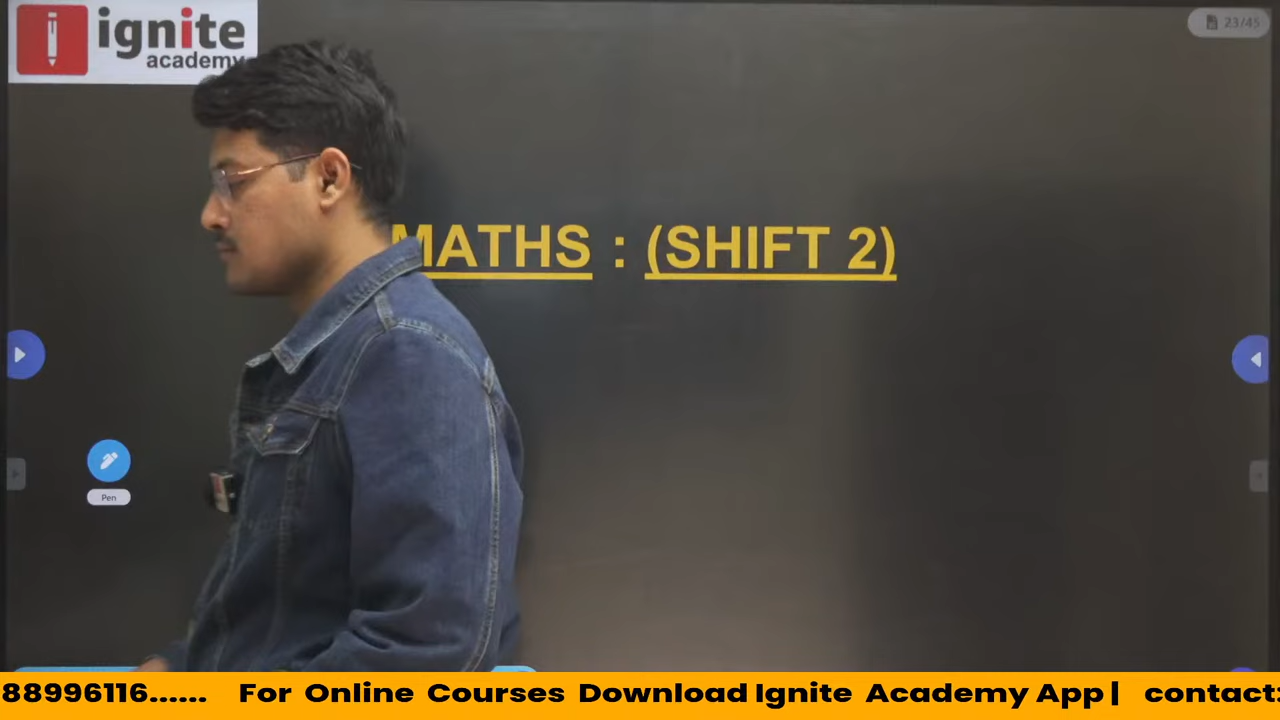 ignite
academy
23/45
MATHS : (SHIFT 2)
Pen
88996116...... For Online Courses Download Ignite Academy App | contact: